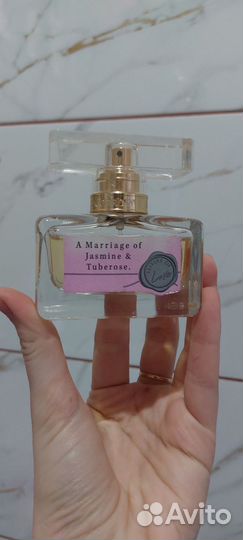 A Marriage of
Jasmine &
Tuberose.
Avito